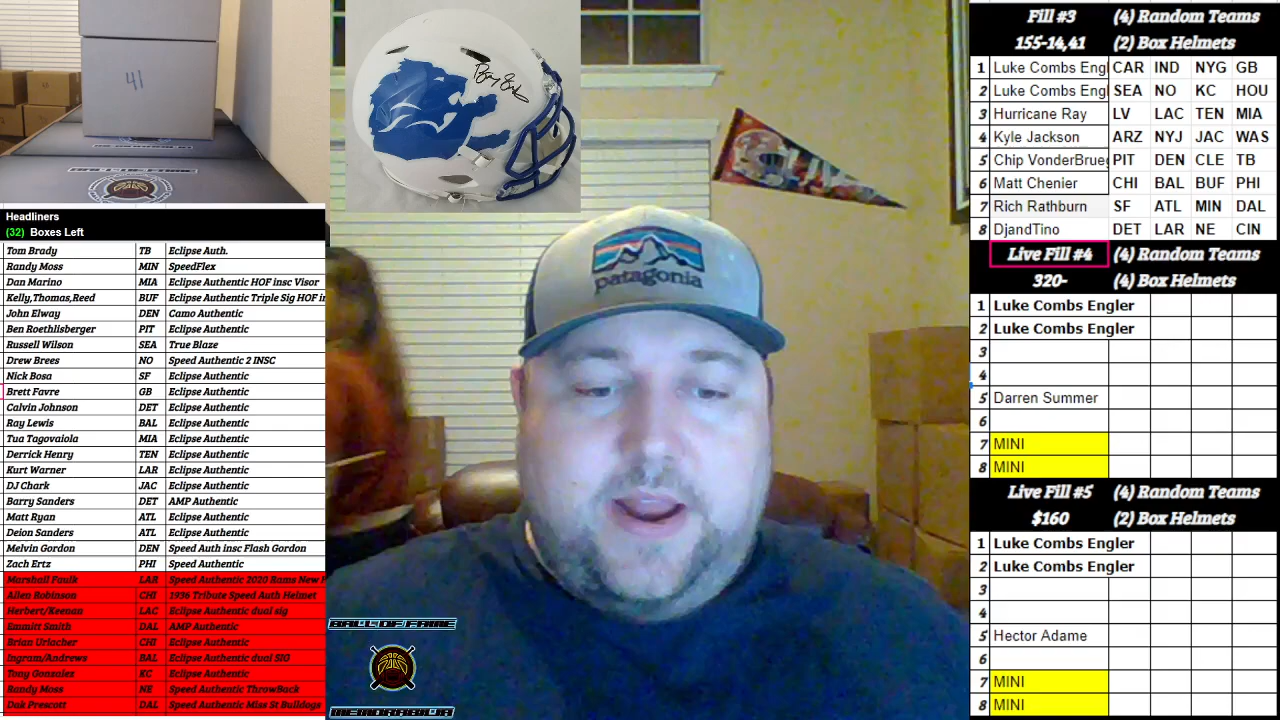 41
Headliners
(32) Boxes Left
Tom Brady TB Eclipse Auth.
Randy Moss MIN SpeedFlex
Dan Marino MIA Eclipse Authentic HOF insc Visor
Kelly,Thomas,Reed BUF Eclipse Authentic Triple Sig HOF i
John Elway DEN Camo Authentic
Ben Roethlisberger PIT Eclipse Authentic
Russell Wilson SEA True Blaze
Drew Brees NO Speed Authentic 2 INSC
Nick Bosa SF Eclipse Authentic
Brett Favre GB Eclipse Authentic
Calvin Johnson DET Eclipse Authentic
Ray Lewis BAL Eclipse Authentic
Tua Tagovaiola MIA Eclipse Authentic
Derrick Henry TEN Eclipse Authentic
Kurt Warner LAR Eclipse Authentic
DJ Chark JAC Eclipse Authentic
Barry Sanders DET AMP Authentic
Matt Ryan ATL Eclipse Authentic
Deion Sanders ATL Eclipse Authentic
Melvin Gordon DEN Speed Auth insc Flash Gordon
Zach Ertz PHI Speed Authentic
Marshall Faulk LAR Speed Authentic 2020 Rams New
Allen Robinson CHI 1936 Tribute Speed Auth Helmet
Herbert/Keenan LAC Eclipse Authentic dual sig
Emmitt Smith DAL AMP Authentic
Brian Urlacher CHI Eclipse Authentic
Ingram/Andrews BAL Eclipse Authentic dual SIG
Tony Gonzalez KC Eclipse Authentic
Randy Moss NE Speed Authentic ThrowBack
Dak Prescott DAL Speed Authentic Miss St Bulldogs
patagonia
BALL OF FAME
MEMORABILIA
Fill #3 (4) Random Teams
155-14,41 (2) Box Helmets
1 Luke Combs Engl CAR IND NYG GB
2 Luke Combs Engl SEA NO KC HOU
3 Hurricane Ray LV LAC TEN MIA
4 Kyle Jackson ARZ NYJ JAC WAS
5 Chip VonderBrueg PIT DEN CLE TB
6 Matt Chenier CHI BAL BUF PHI
7 Rich Rathburn SF ATL MIN DAL
8 DjandTino DET LAR NE CIN
Live Fill #4 (4) Random Teams
320- (4) Box Helmets
1 Luke Combs Engler
2 Luke Combs Engler
3
4
5 Darren Summer
6
7 MINI
8 MINI
Live Fill #5 (4) Random Teams
$160 (2) Box Helmets
1 Luke Combs Engler
2 Luke Combs Engler
3
4
5 Hector Adame
6
7 MINI
8 MINI